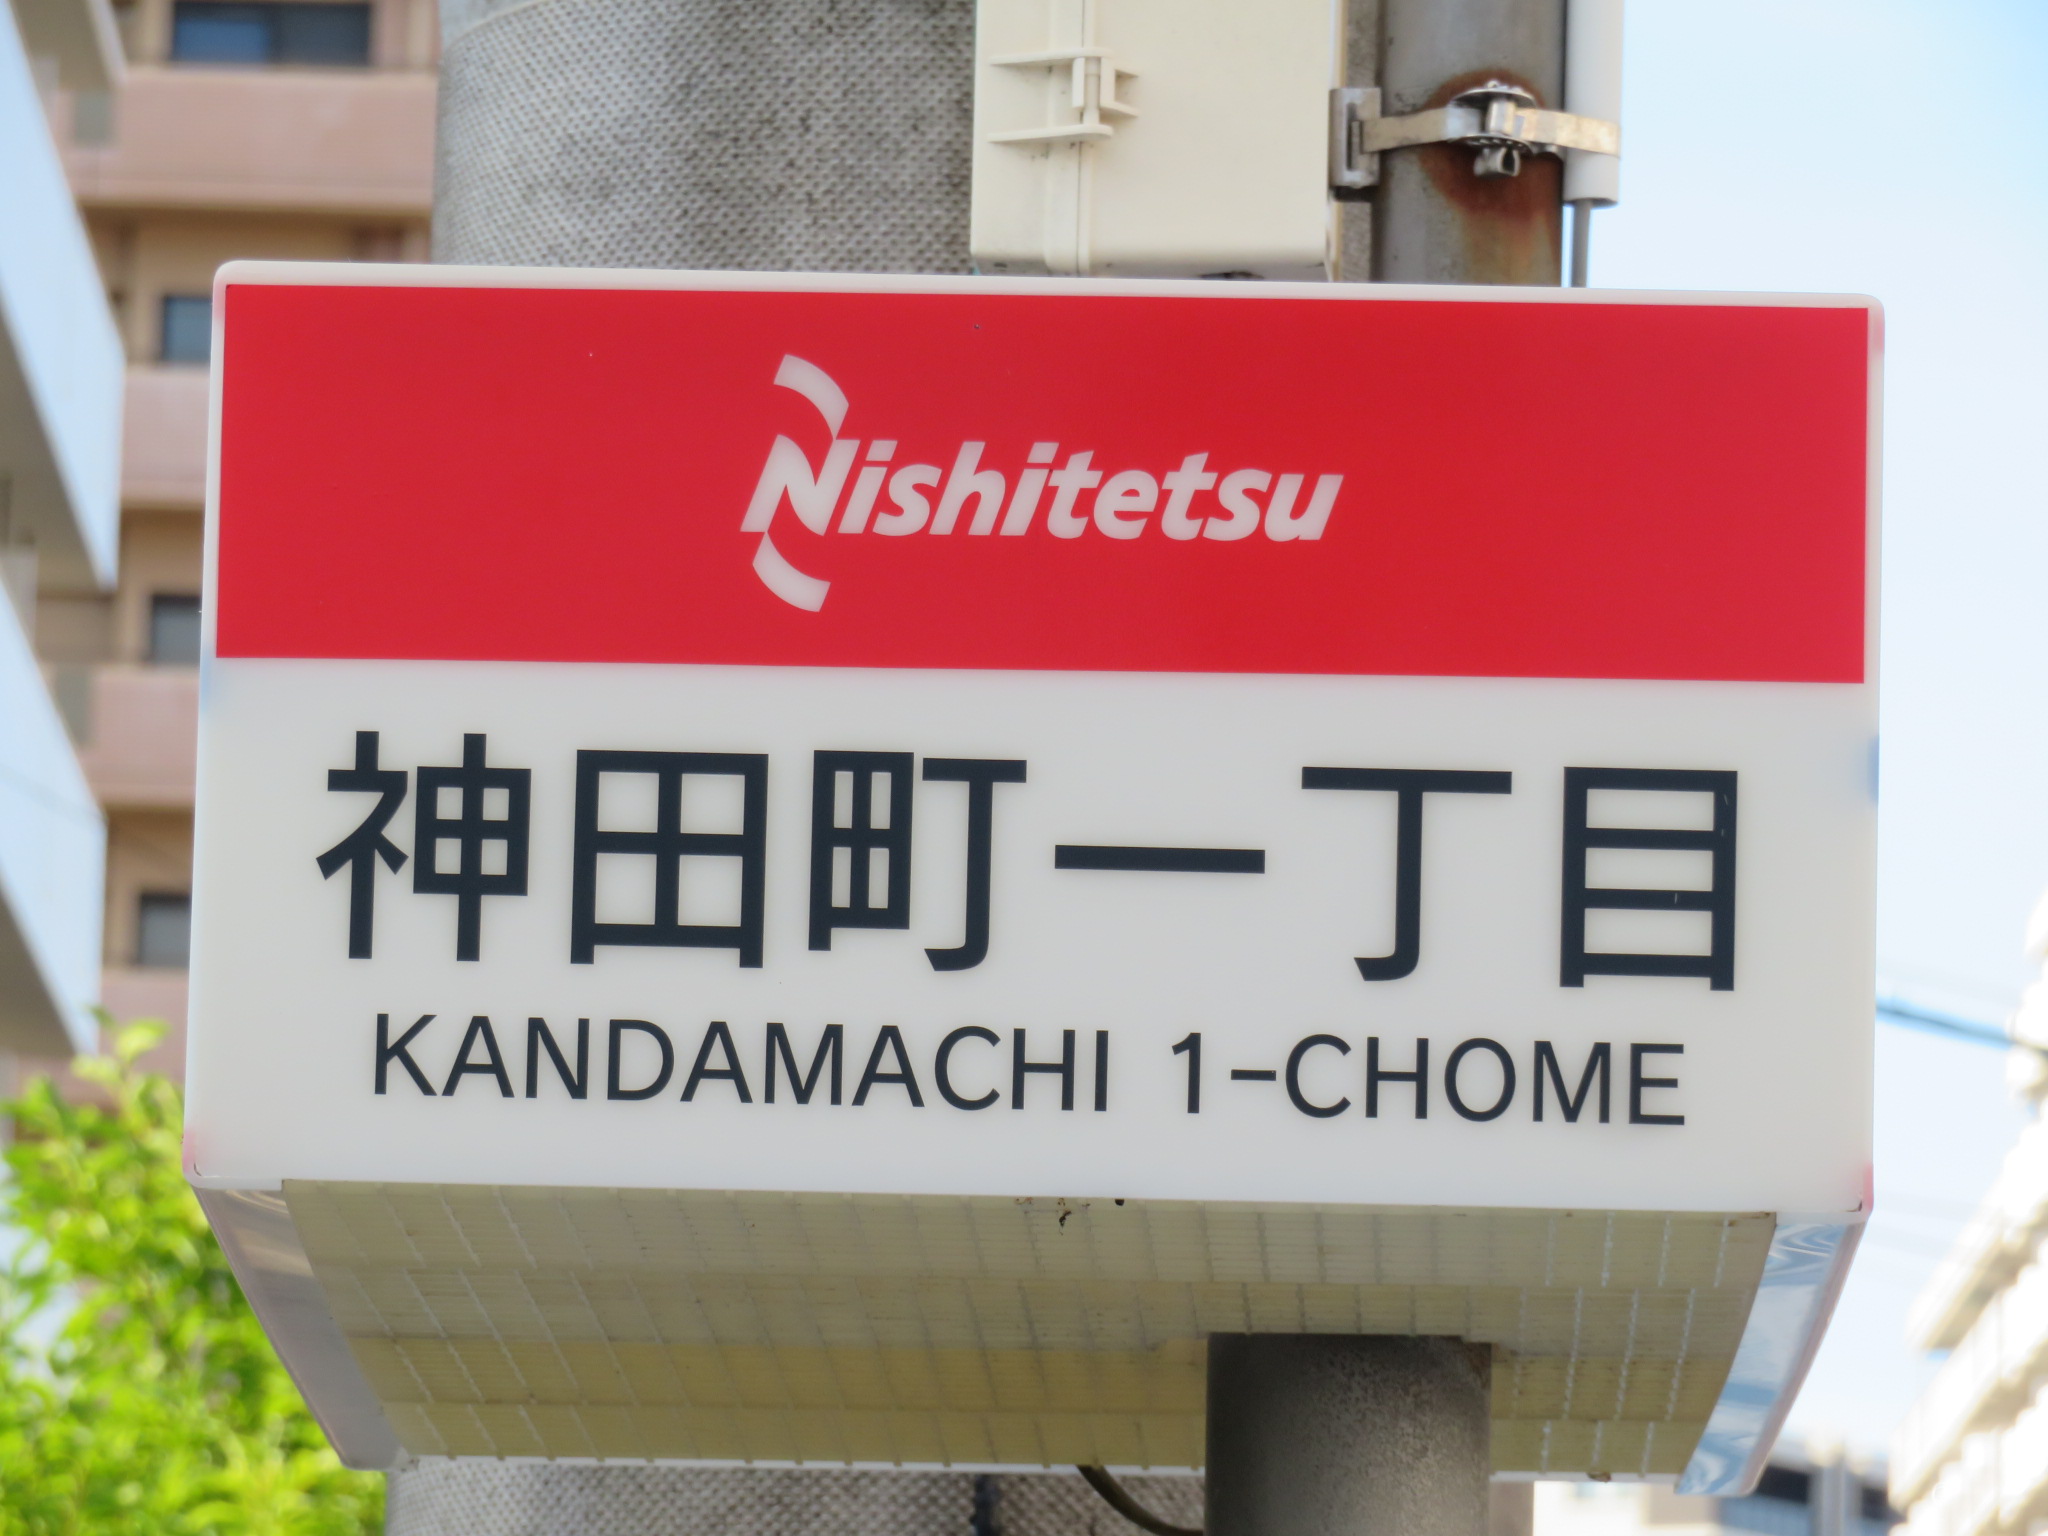 Nishitetsu
神田町一丁目
KANDAMACHI 1-CHOME